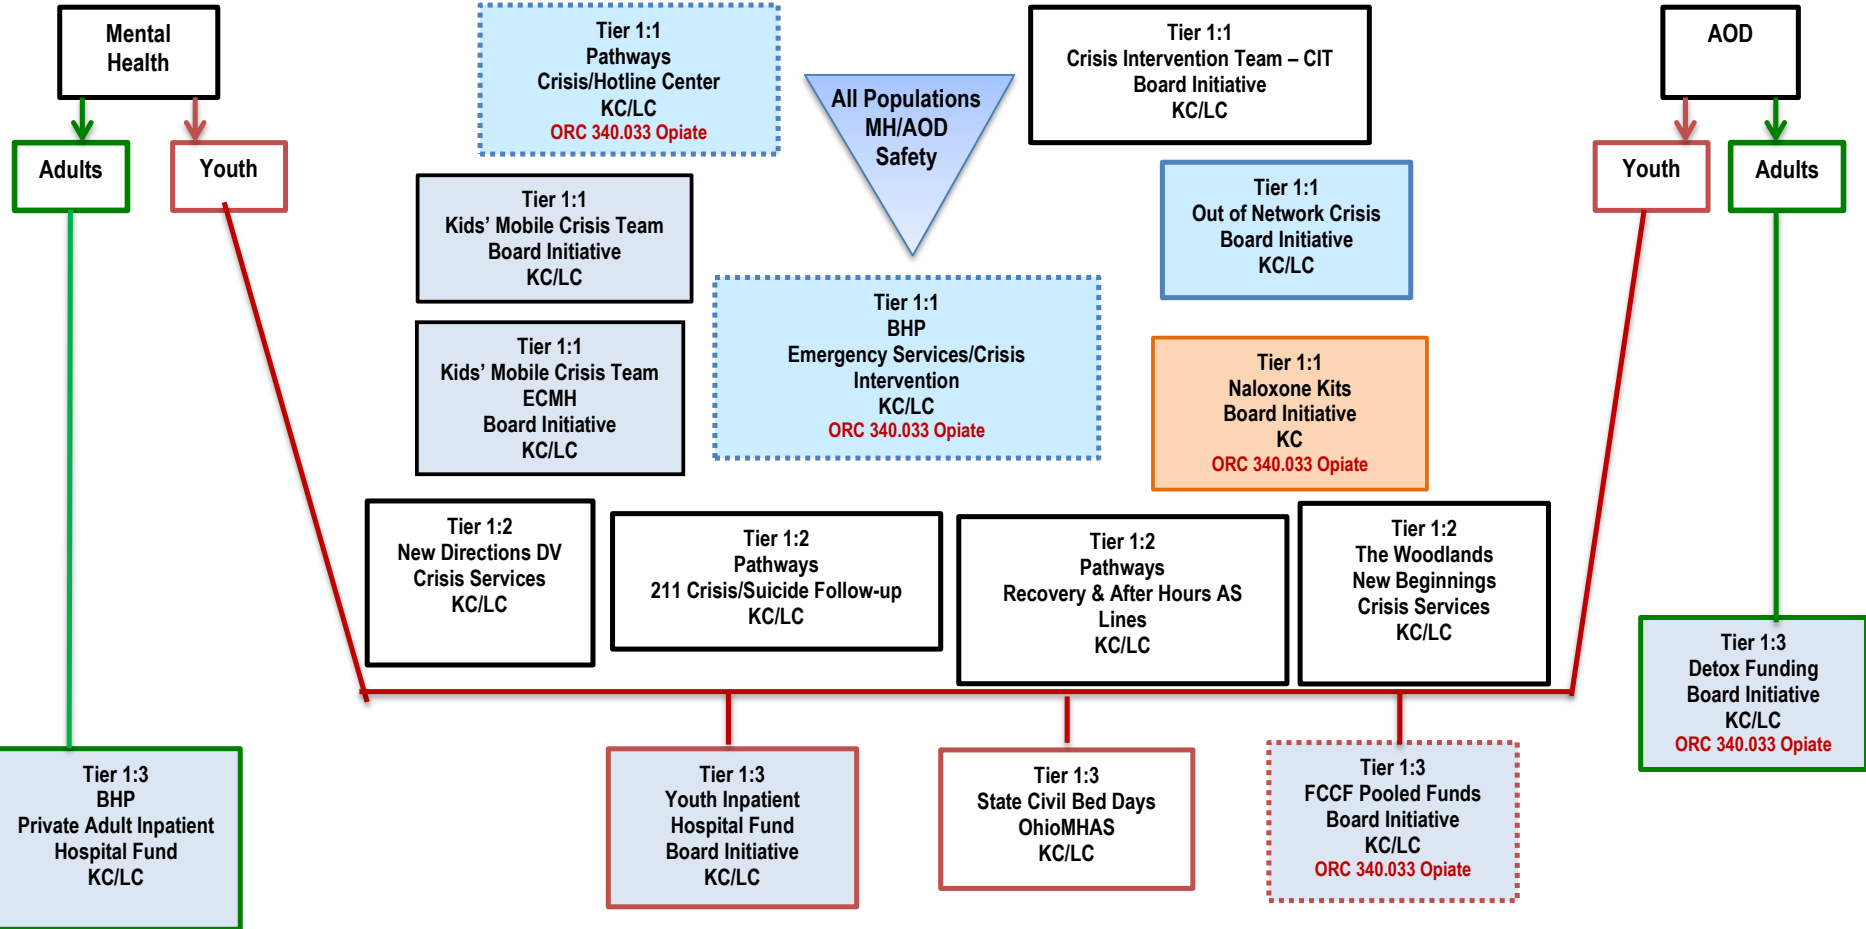 Mental
Health
Tier 1:1
Pathways
Crisis/Hotline Center
KC/LC
ORC 340.033 Opiate
All Populations
MH/AOD
Safety
Tier 1:1
Crisis Intervention Team – CIT
Board Initiative
KC/LC
AOD
Adults
Youth
Youth
Adults
Tier 1:1
Kids’ Mobile Crisis Team
Board Initiative
KC/LC
Tier 1:1
Out of Network Crisis
Board Initiative
KC/LC
Tier 1:1
BHP
Emergency Services/Crisis
Intervention
KC/LC
ORC 340.033 Opiate
Tier 1:1
Kids’ Mobile Crisis Team
ECMH
Board Initiative
KC/LC
Tier 1:1
Naloxone Kits
Board Initiative
KC
ORC 340.033 Opiate
Tier 1:2
New Directions DV
Crisis Services
KC/LC
Tier 1:2
Pathways
211 Crisis/Suicide Follow-up
KC/LC
Tier 1:2
Pathways
Recovery & After Hours AS
Lines
KC/LC
Tier 1:2
The Woodlands
New Beginnings
Crisis Services
KC/LC
Tier 1:3
Detox Funding
Board Initiative
KC/LC
ORC 340.033 Opiate
Tier 1:3
BHP
Private Adult Inpatient
Hospital Fund
KC/LC
Tier 1:3
Youth Inpatient
Hospital Fund
Board Initiative
KC/LC
Tier 1:3
State Civil Bed Days
OhioMHAS
KC/LC
Tier 1:3
FCCF Pooled Funds
Board Initiative
KC/LC
ORC 340.033 Opiate